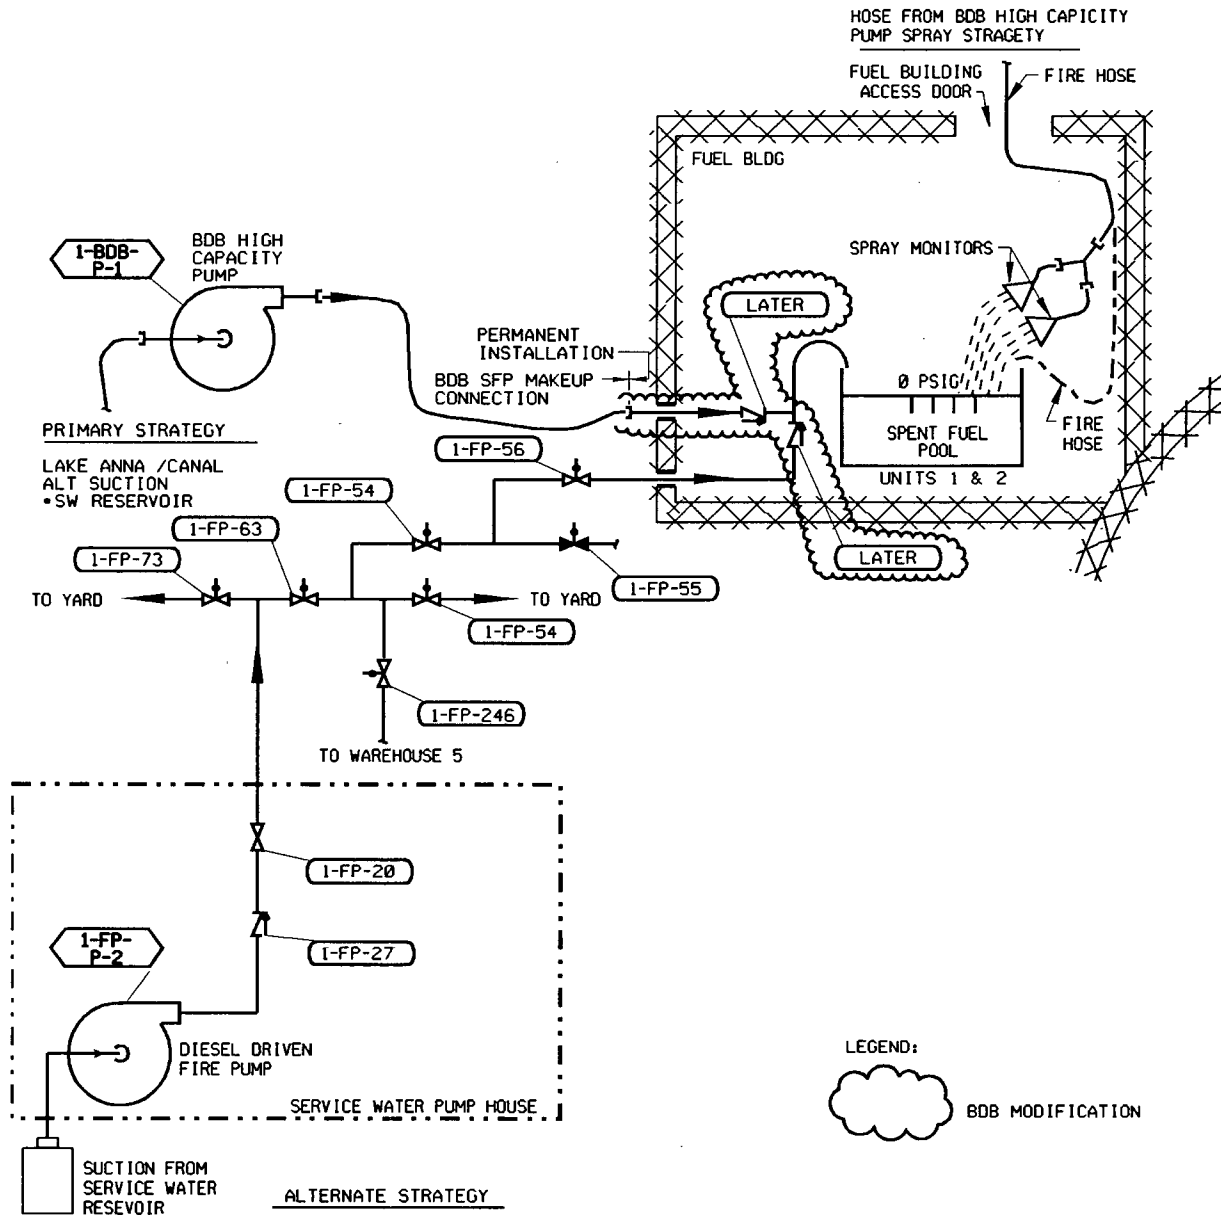 HOSE FROM BDB HIGH CAPICITY
PUMP SPRAY STRAGETY
FUEL BUILDING
ACCESS DOOR
FIRE HOSE
FUEL BLDG
1-BDB-
P-1
BDB HIGH
CAPACITY
PUMP
SPRAY MONITORS
LATER
PERMANENT
INSTALLATION
BDB SFP MAKEUP
CONNECTION
0 PSIG
SPENT FUEL
POOL
UNITS 1 & 2
FIRE
HOSE
PRIMARY STRATEGY
LAKE ANNA /CANAL
ALT SUCTION
•SW RESERVOIR
1-FP-56
1-FP-54
1-FP-63
1-FP-73
LATER
1-FP-55
TO YARD
TO YARD
1-FP-54
1-FP-246
TO WAREHOUSE 5
1-FP-20
1-FP-27
1-FP-
P-2
DIESEL DRIVEN
FIRE PUMP
SERVICE WATER PUMP HOUSE
LEGEND:
BDB MODIFICATION
SUCTION FROM
SERVICE WATER
RESEVOIR
ALTERNATE STRATEGY